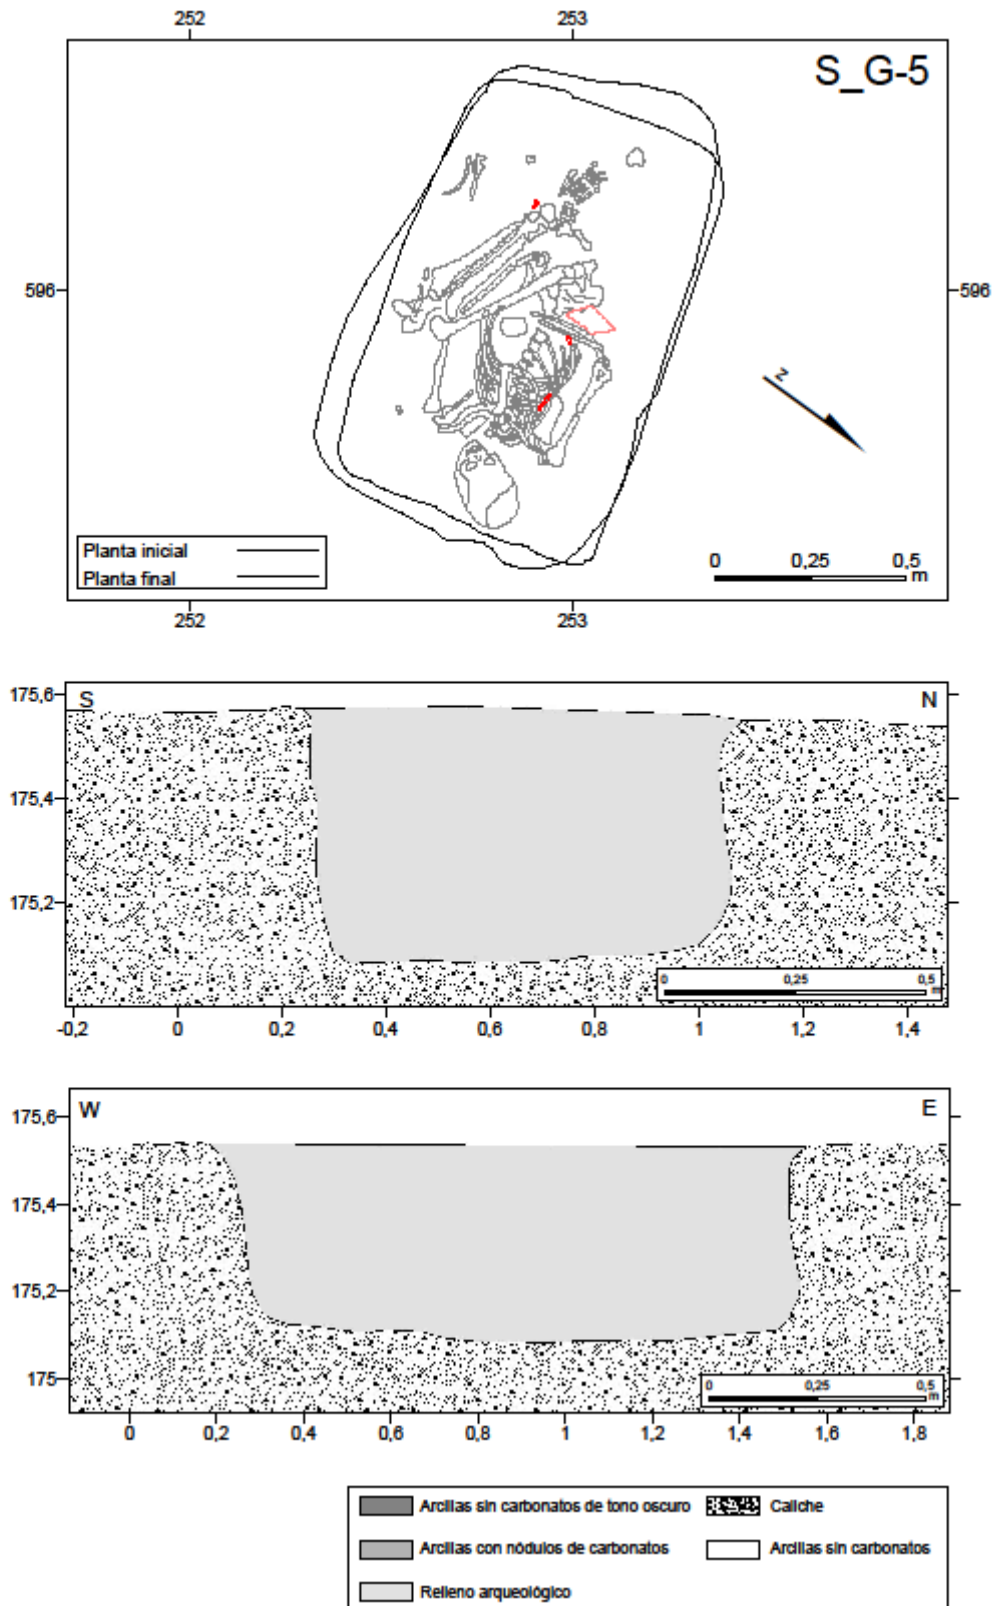 252 253
S_G-5
596 596
z
Planta inicial
Planta final
0 0,25 0,5
m
252 253
175,6
S N
175,4
175,2
0 0,25 0,5
m
-0,2 0 0,2 0,4 0,6 0,8 1 1,2 1,4
175,6
W E
175,4
175,2
175
0 0,25 0,5
m
0 0,2 0,4 0,6 0,8 1 1,2 1,4 1,6 1,8
Arcillas sin carbonatos de tono oscuro Caliche
Arcillas con nódulos de carbonatos Arcillas sin carbonatos
Relleno arqueológico